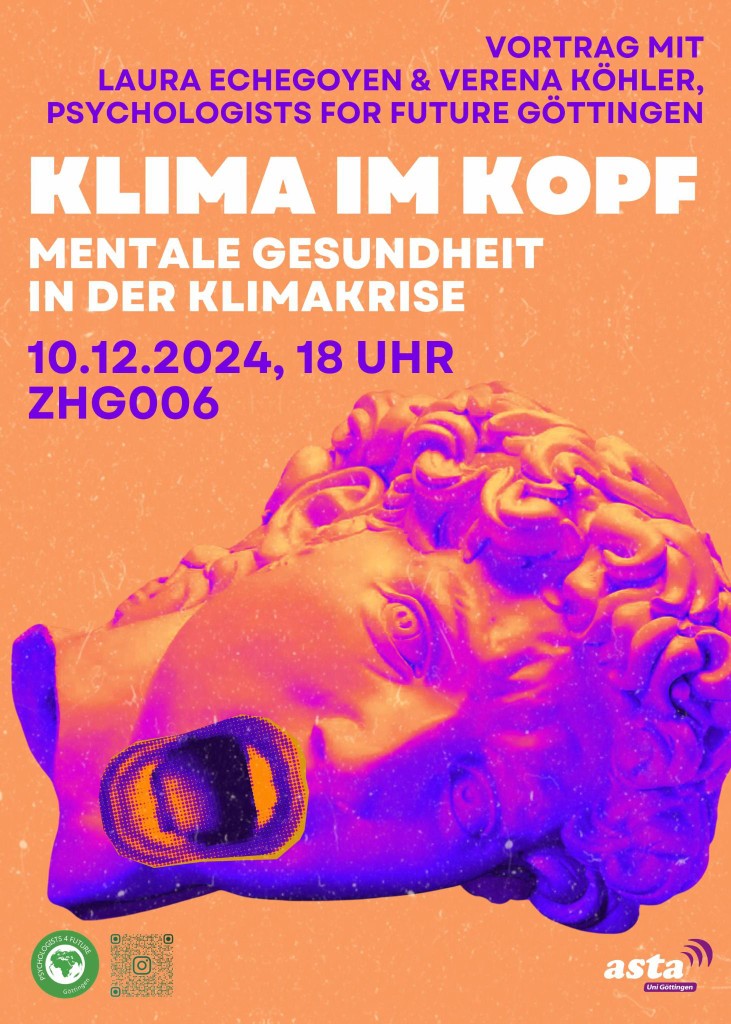 VORTRAG MIT
LAURA ECHEGOYEN & VERENA KÖHLER,
PSYCHOLOGISTS FOR FUTURE GÖTTINGEN
KLIMA IM KOPF
MENTALE GESUNDHEIT
IN DER KLIMAKRISE
10.12.2024, 18 UHR
ZHG006
PSYCHOLOGISTS 4 FUTURE
Göttingen
asta
Uni Göttingen